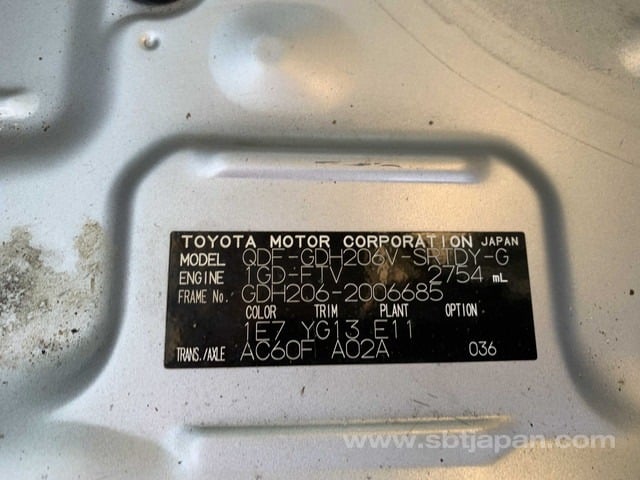 TOYOTA MOTOR CORPORATION JAPAN
MODEL QDF-GDH206V-SRTDY-G
ENGINE 1GD-FTV 2754 mL
FRAME No. GDH206-2006685
COLOR TRIM PLANT OPTION
1E7 YG13 E11
TRANS./AXLE AC60F A02A 036
www.sbtjapan.com